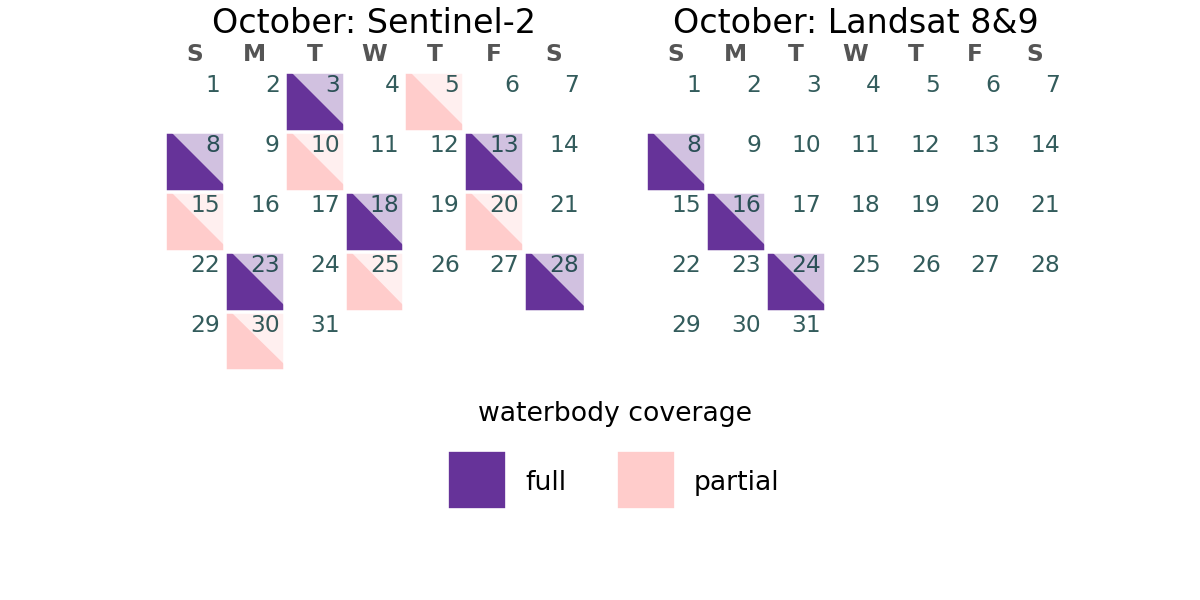 October: Sentinel-2
S M T W T F S
1 2 3 4 5 6 7
8 9 10 11 12 13 14
15 16 17 18 19 20 21
22 23 24 25 26 27 28
29 30 31
October: Landsat 8&9
S M T W T F S
1 2 3 4 5 6 7
8 9 10 11 12 13 14
15 16 17 18 19 20 21
22 23 24 25 26 27 28
29 30 31
waterbody coverage
full
partial